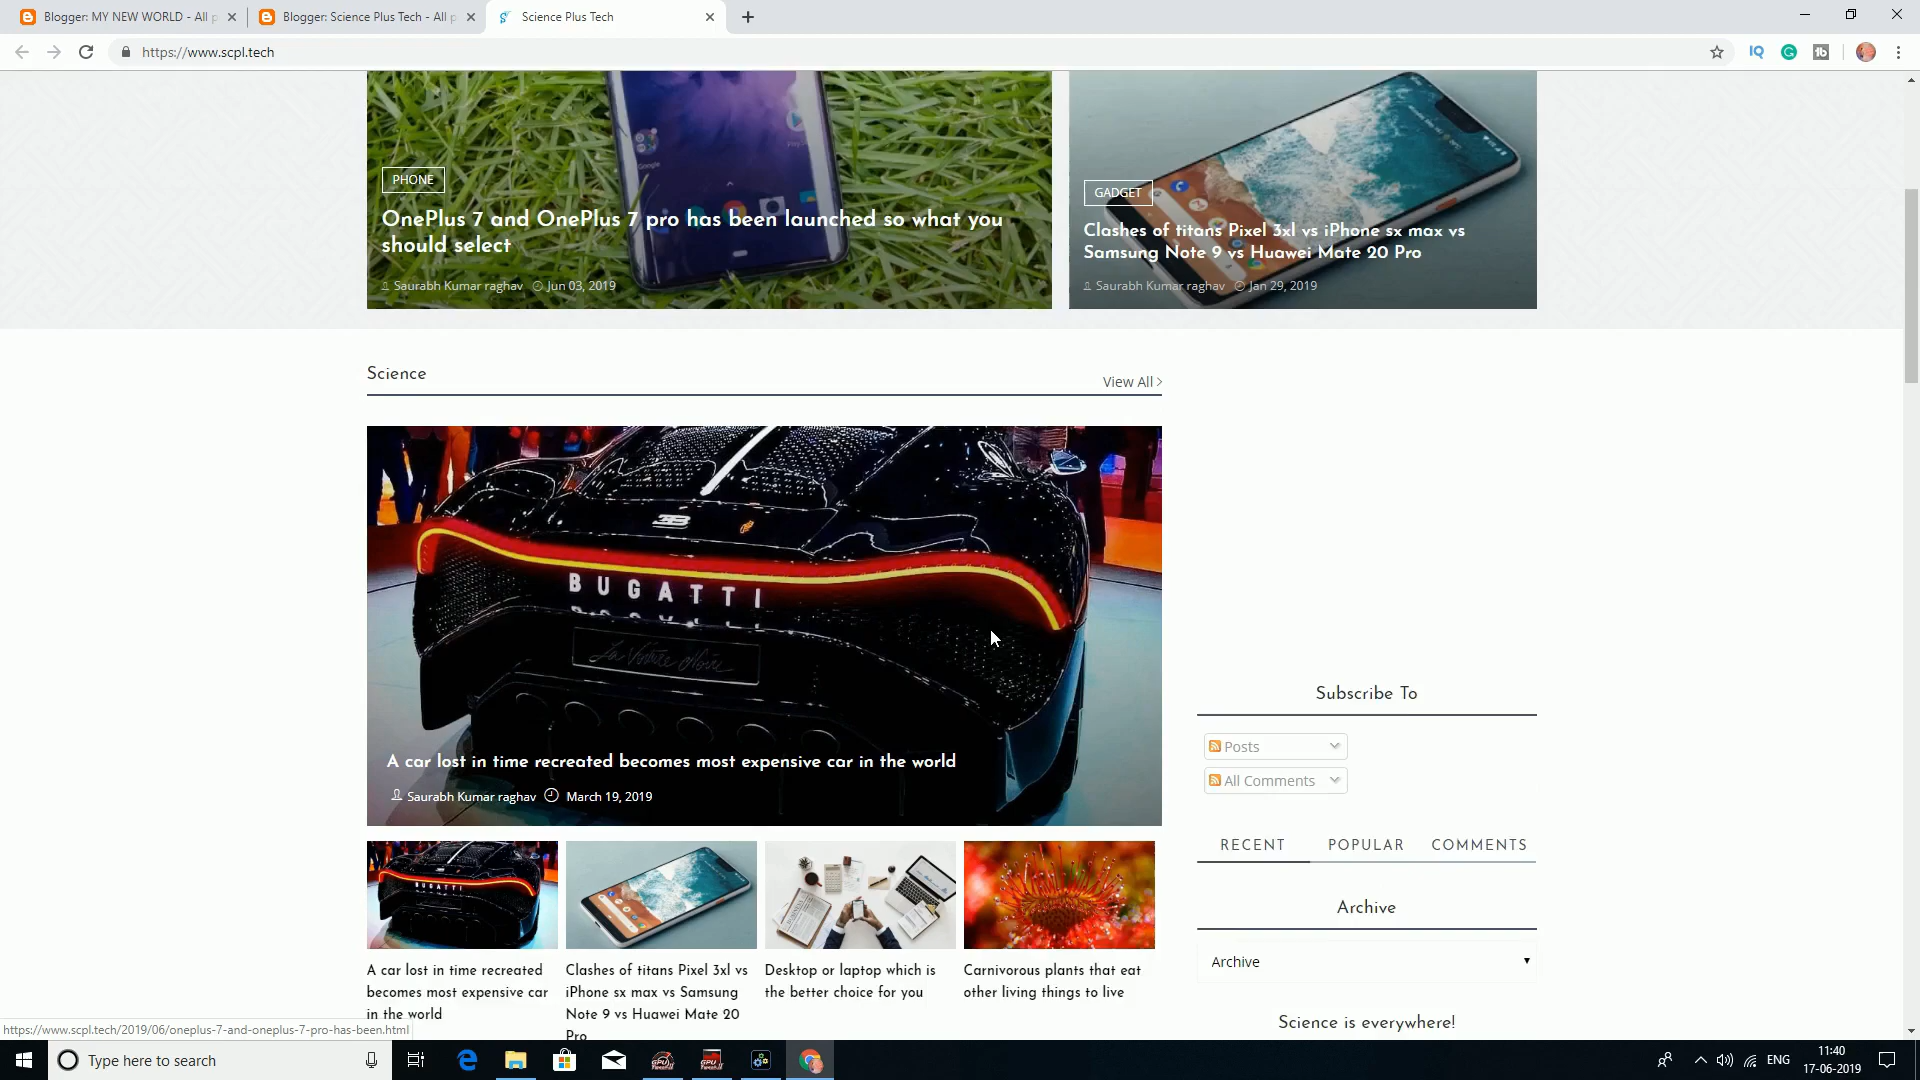 Blogger: MY NEW WORLD - All p
Blogger: Science Plus Tech - All p
Science Plus Tech
https://www.scpl.tech
IQ
PHONE
OnePlus 7 and OnePlus 7 pro has been launched so what you
should select
Saurabh Kumar raghav Jun 03, 2019
GADGET
Clashes of titans Pixel 3xl vs iPhone sx max vs
Samsung Note 9 vs Huawei Mate 20 Pro
Saurabh Kumar raghav Jan 29, 2019
Science
View All
BUGATTI
La Voiture Noire
A car lost in time recreated becomes most expensive car in the world
Saurabh Kumar raghav March 19, 2019
A car lost in time recreated
becomes most expensive car
in the world
Clashes of titans Pixel 3xl vs
iPhone sx max vs Samsung
Note 9 vs Huawei Mate 20
Pro
Desktop or laptop which is
the better choice for you
Carnivorous plants that eat
other living things to live
Subscribe To
Posts
All Comments
RECENT POPULAR COMMENTS
Archive
Archive
Science is everywhere!
https://www.scpl.tech/2019/06/oneplus-7-and-oneplus-7-pro-has-been.html
Type here to search
ENG
11:40
17-06-2019